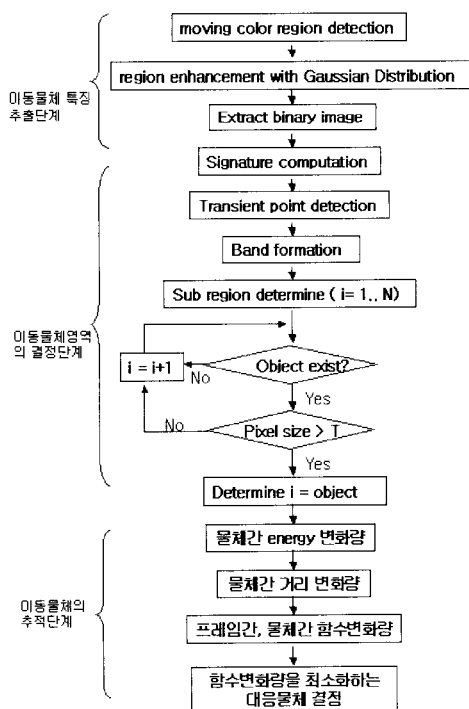 moving color region detection
region enhancement with Gaussian Distribution
이동물체 특징
추출단계
Extract binary image
Signature computation
Transient point detection
Band formation
Sub region determine ( i= 1.. N)
이동물체영역
의 결정단계
i = i+1
No
Object exist?
Yes
No
Pixel size > T
Yes
Determine i = object
물체간 energy 변화량
물체간 거리 변화량
이동물체의
추적단계
프레임간, 물체간 함수변화량
함수변화량을 최소화하는
대응물체 결정